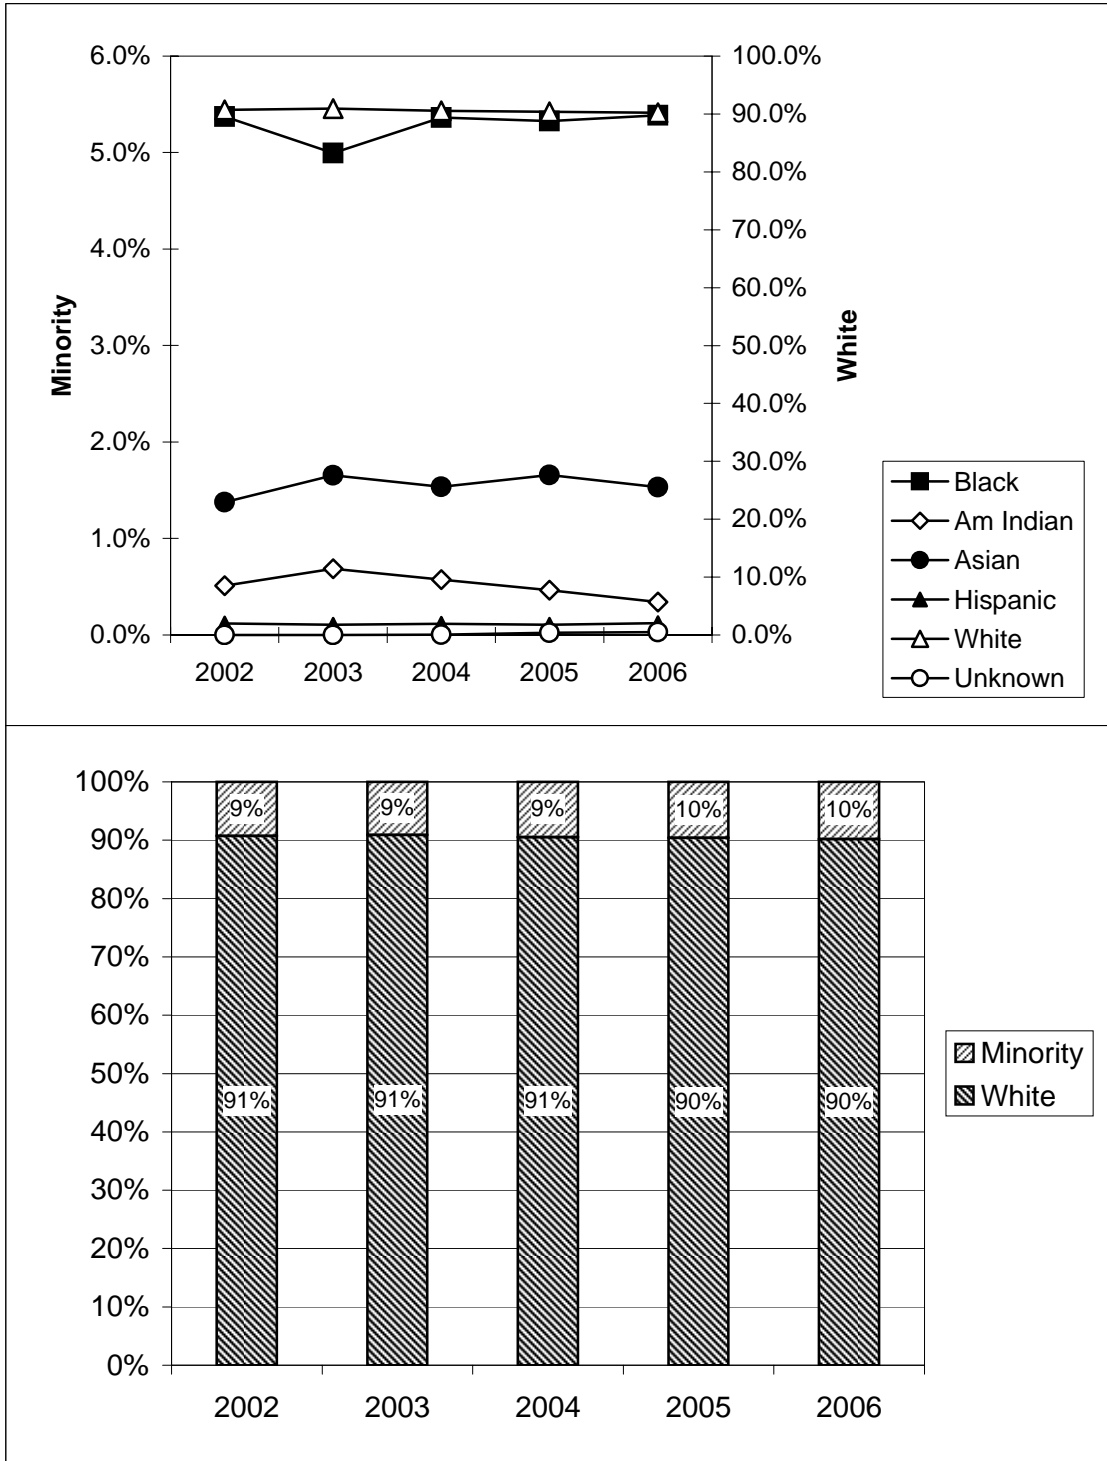 6.0%
5.0%
4.0%
3.0%
2.0%
1.0%
0.0%
Minority
100.0%
90.0%
80.0%
70.0%
60.0%
50.0%
40.0%
30.0%
20.0%
10.0%
0.0%
White
2002 2003 2004 2005 2006
Black
Am Indian
Asian
Hispanic
White
Unknown
100%
90%
80%
70%
60%
50%
40%
30%
20%
10%
0%
9% 9% 9% 10% 10%
91% 91% 91% 90% 90%
2002 2003 2004 2005 2006
Minority
White